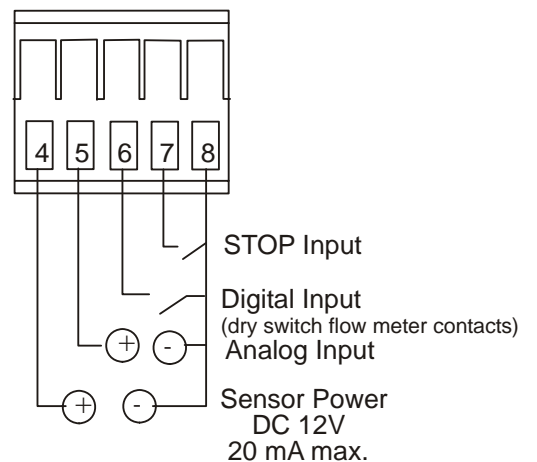 4 5 6 7 8
STOP Input
Digital Input
(dry switch flow meter contacts)
+ - Analog Input
+ - Sensor Power
DC 12V
20 mA max.